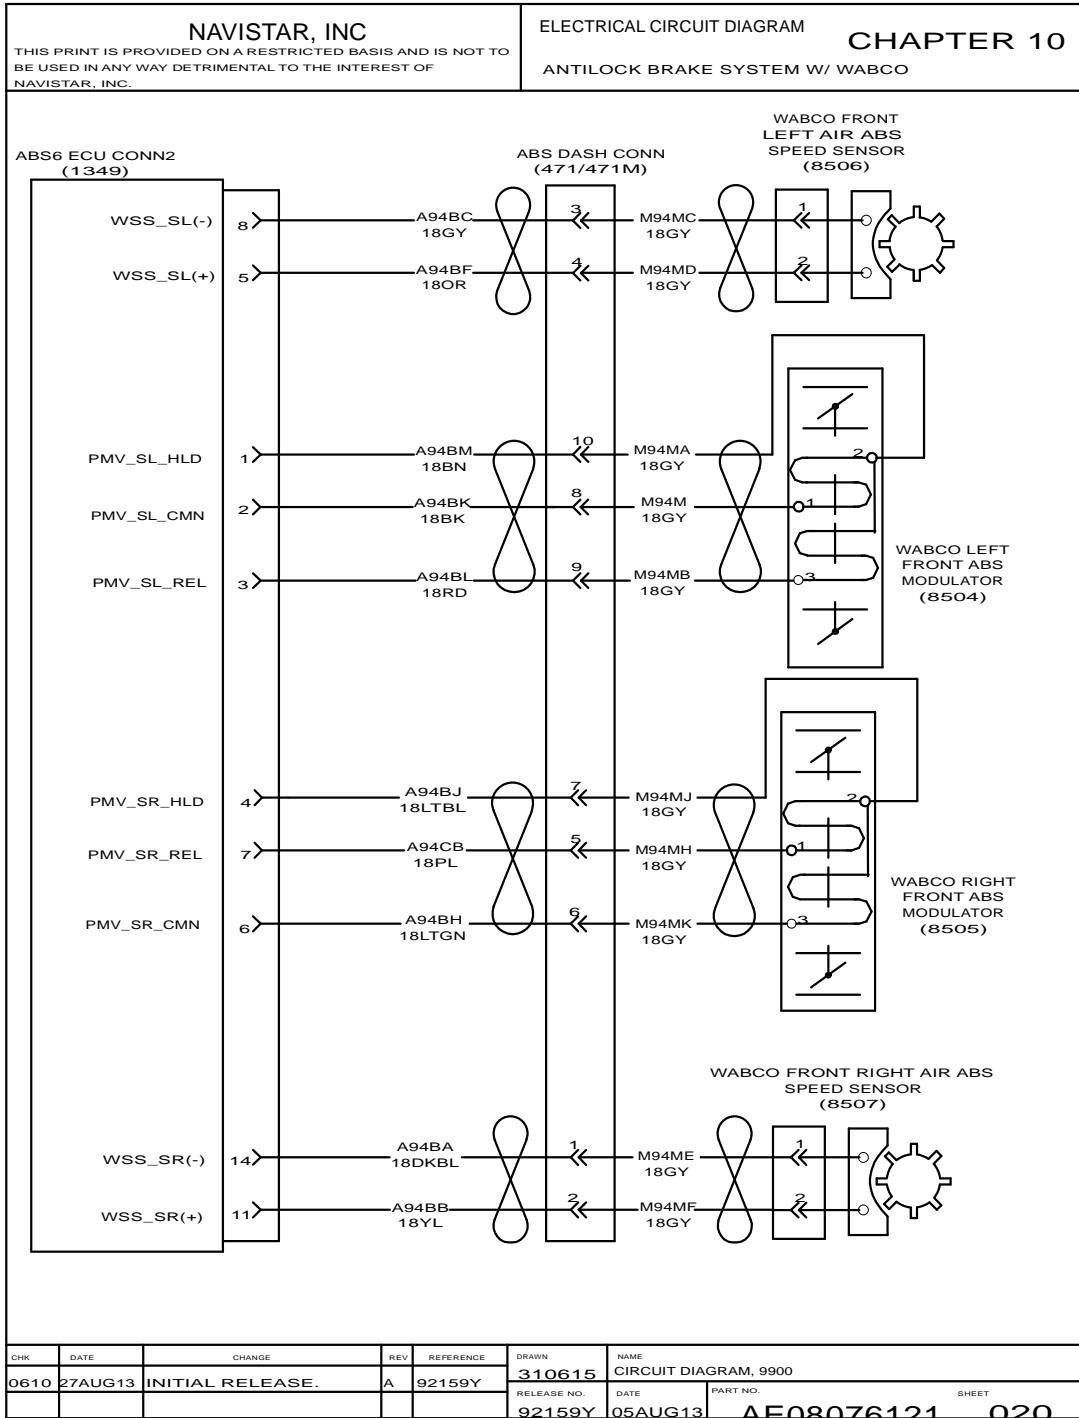 NAVISTAR, INC
THIS PRINT IS PROVIDED ON A RESTRICTED BASIS AND IS NOT TO
BE USED IN ANY WAY DETRIMENTAL TO THE INTEREST OF
NAVISTAR, INC.
ELECTRICAL CIRCUIT DIAGRAM
CHAPTER 10
ANTILOCK BRAKE SYSTEM W/ WABCO
ABS6 ECU CONN2
(1349)
ABS DASH CONN
(471/471M)
WABCO FRONT
LEFT AIR ABS
SPEED SENSOR
(8506)
WSS_SL(-) 8 A94BC 3 M94MC 1
18GY 18GY
WSS_SL(+) 5 A94BF 4 M94MD 2
18OR 18GY
PMV_SL_HLD 1 A94BM 10 M94MA 2
18BN 18GY
PMV_SL_CMN 2 A94BK 8 M94M 1
18BK 18GY
PMV_SL_REL 3 A94BL 9 M94MB 3
18RD 18GY
WABCO LEFT
FRONT ABS
MODULATOR
(8504)
PMV_SR_HLD 4 A94BJ 7 M94MJ 2
18LTBL 18GY
PMV_SR_REL 7 A94CB 5 M94MH 1
18PL 18GY
PMV_SR_CMN 6 A94BH 6 M94MK 3
18LTGN 18GY
WABCO RIGHT
FRONT ABS
MODULATOR
(8505)
WABCO FRONT RIGHT AIR ABS
SPEED SENSOR
(8507)
WSS_SR(-) 14 A94BA 1 M94ME 1
18DKBL 18GY
WSS_SR(+) 11 A94BB 2 M94MF 2
18YL 18GY
CHK DATE CHANGE REV REFERENCE DRAWN NAME
0610 27AUG13 INITIAL RELEASE. A 92159Y 310615 CIRCUIT DIAGRAM, 9900
RELEASE NO. DATE PART NO. SHEET
92159Y 05AUG13 AE08076121 020